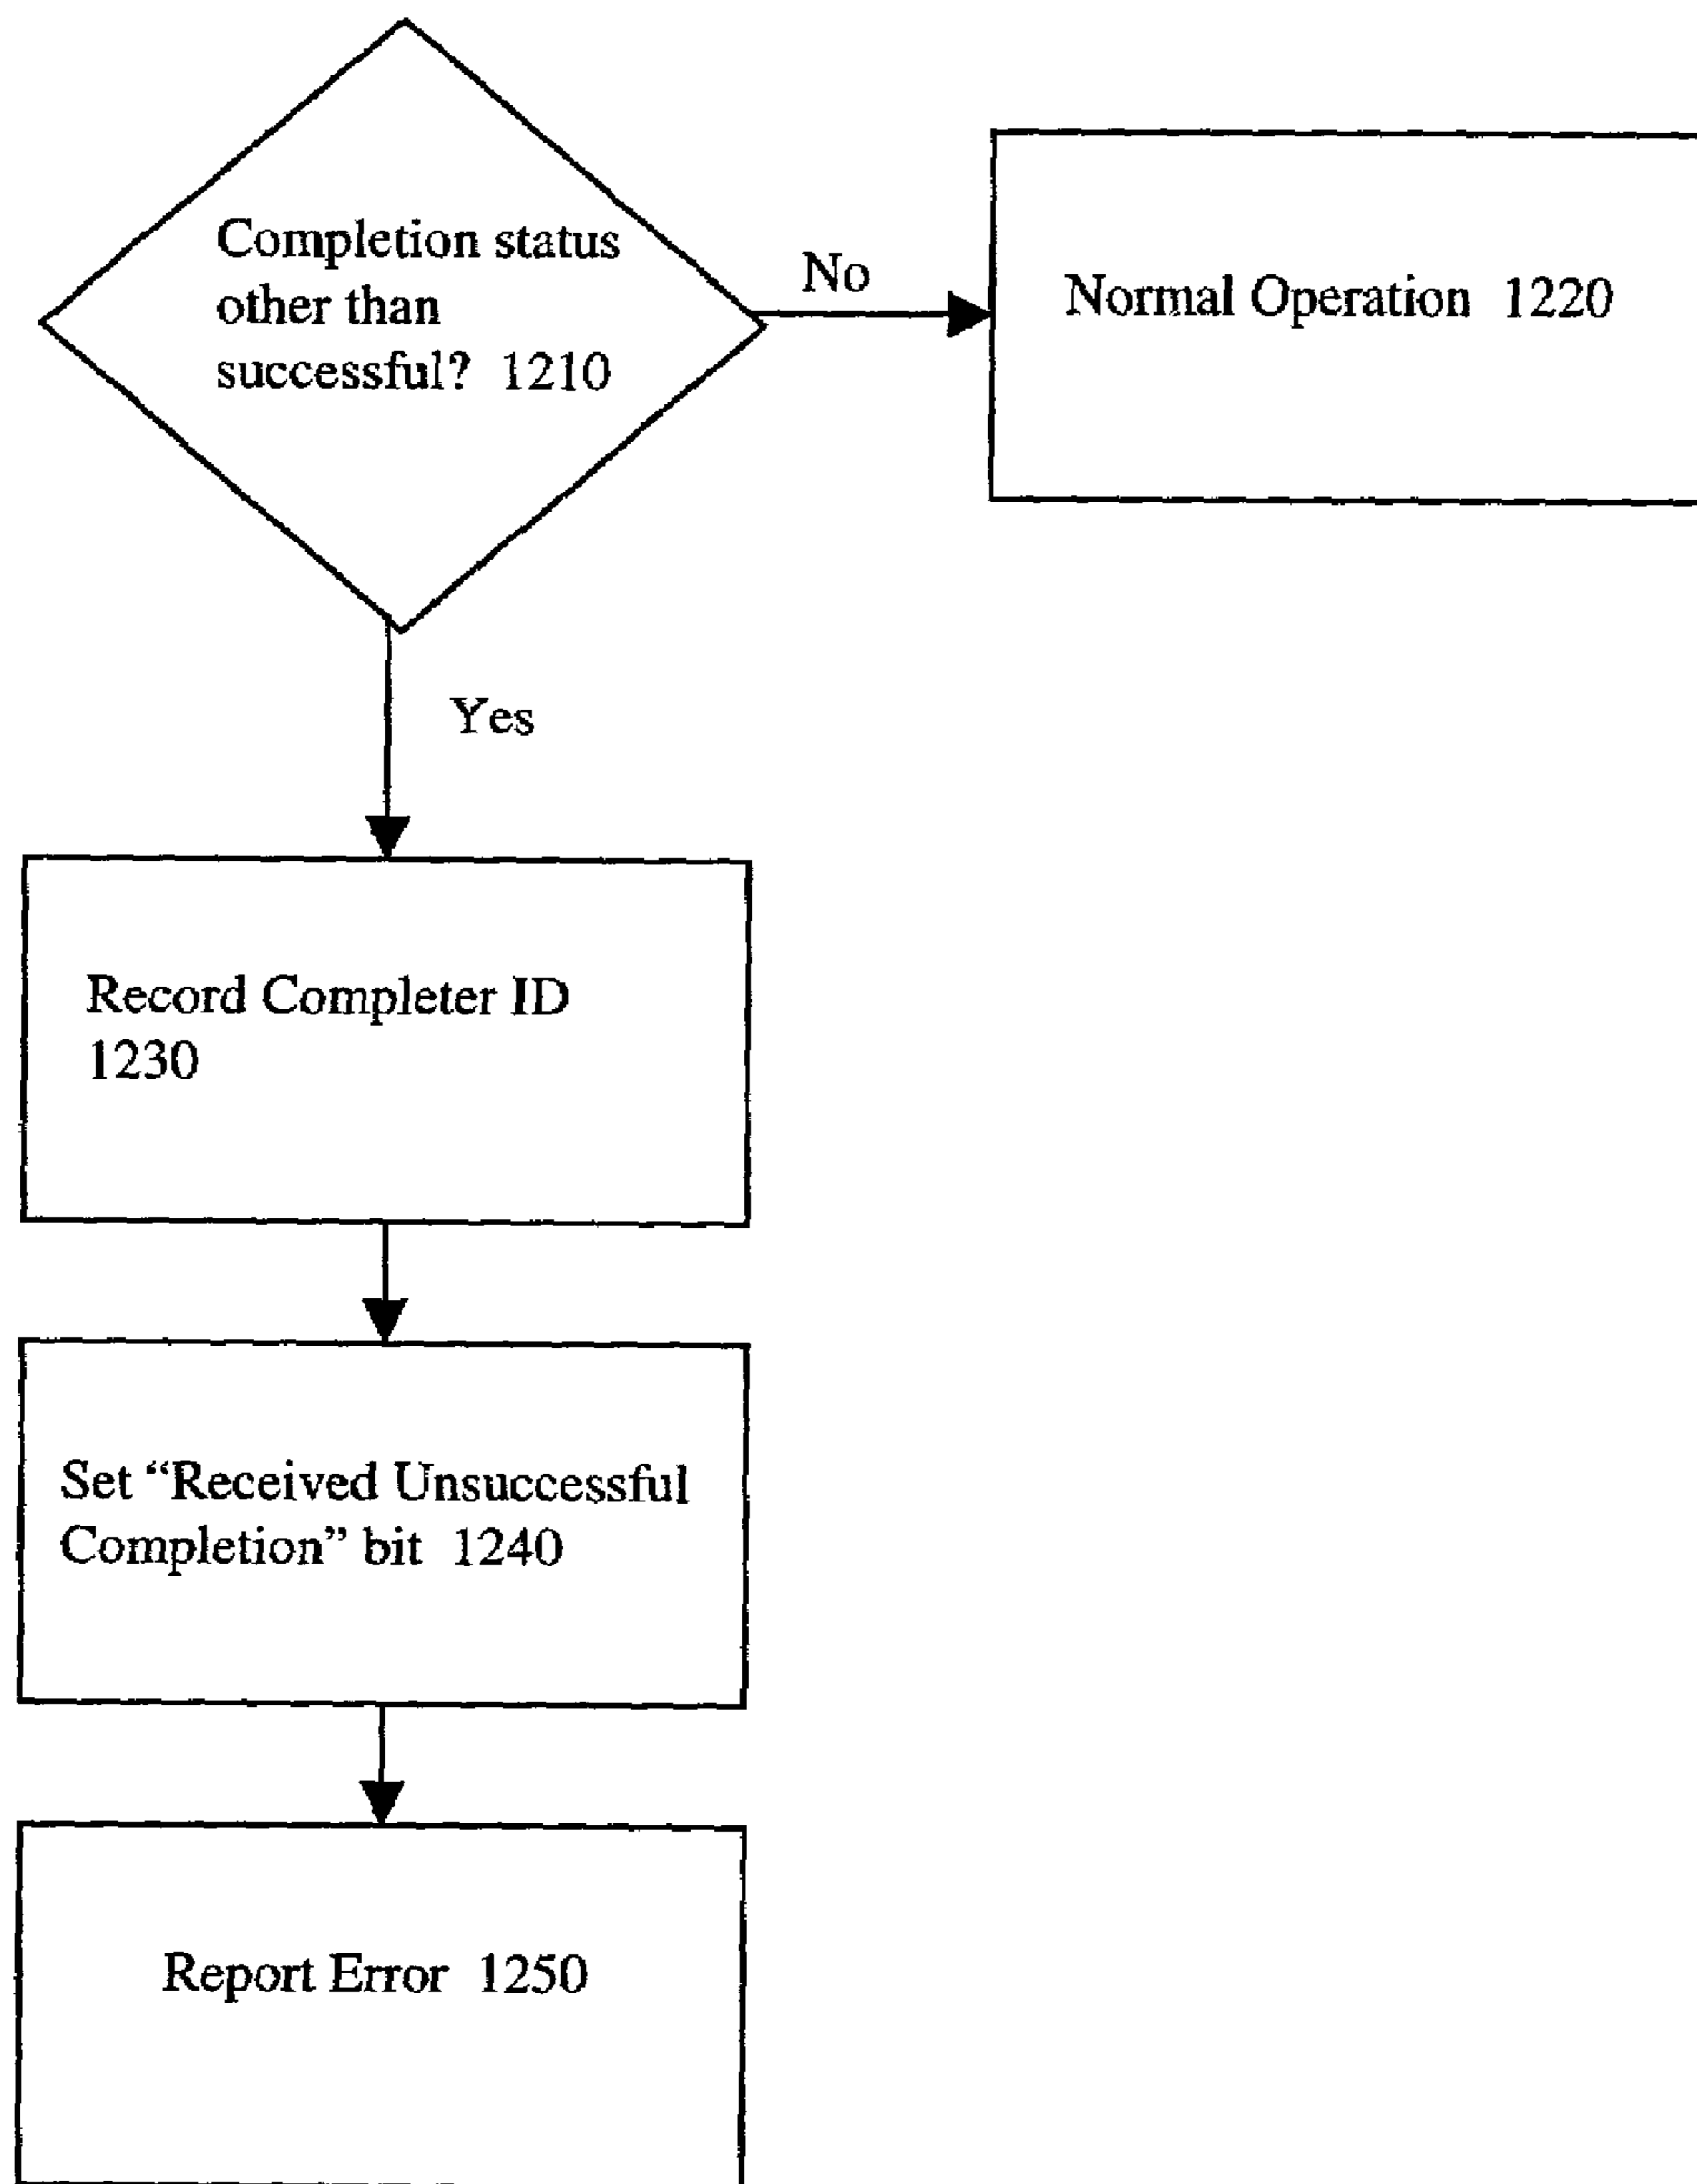 Completion status
other than
successful? 1210
No
Normal Operation 1220
Yes
Record Completer ID
1230
Set “Received Unsuccessful
Completion” bit 1240
Report Error 1250